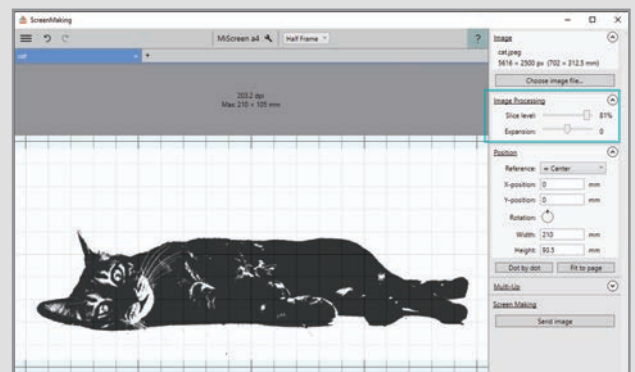 ScreenMaking
MiScreen a4
Half Frame
?
cat
+
203.2 dpi
Max: 210 × 105 mm
Image
cat.jpeg
5616 × 2500 px (702 × 312.5 mm)
Choose image file...
Image Processing
Slice level: 81%
Expansion: 0
Position
Reference: Center
X-position: 0 mm
Y-position: 0 mm
Rotation:
Width: 210 mm
Height: 93.5 mm
Dot by dot Fit to page
Multi-Up
Screen Making
Send image